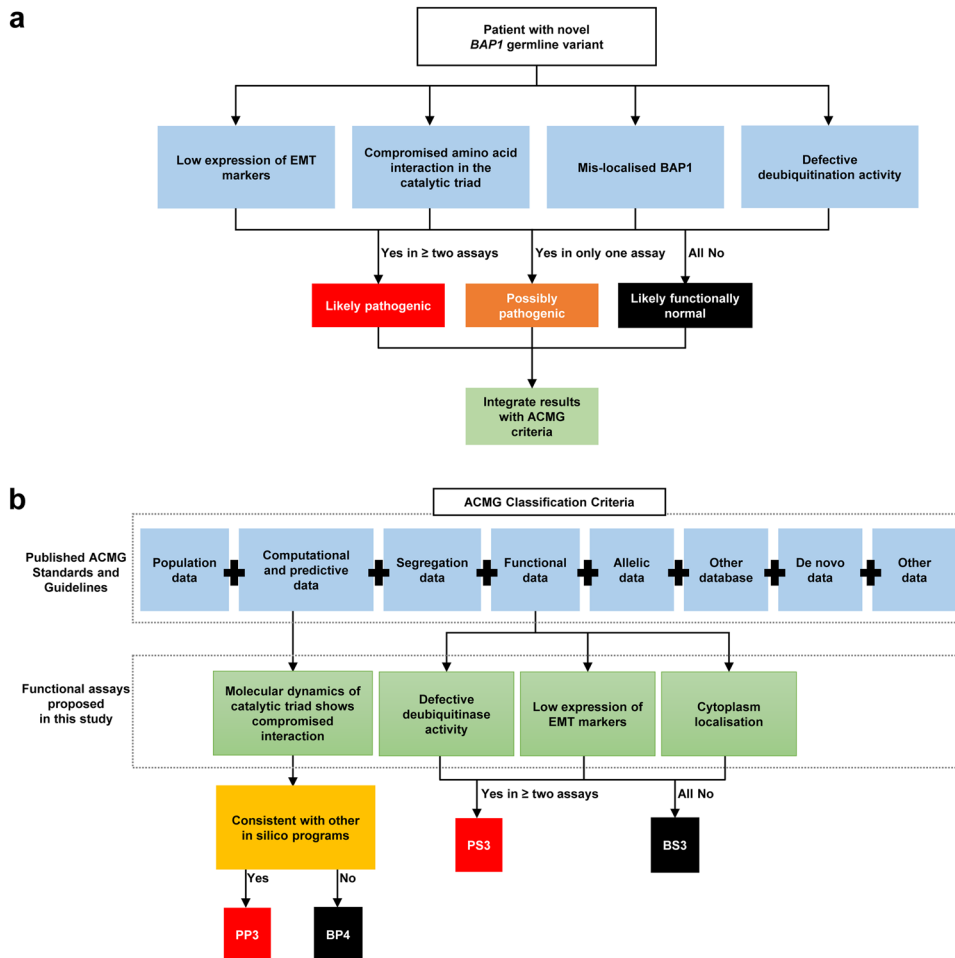 a
Patient with novel
BAP1 germline variant
Low expression of EMT
markers
Compromised amino acid
interaction in the
catalytic triad
Mis-localised BAP1
Defective
deubiquitination activity
Yes in ≥ two assays
Yes in only one assay
All No
Likely pathogenic
Possibly
pathogenic
Likely functionally
normal
Integrate results
with ACMG
criteria
b
ACMG Classification Criteria
Published ACMG
Standards and
Guidelines
Population
data
Computational
and predictive
data
Segregation
data
Functional
data
Allelic
data
Other
database
De novo
data
Other
data
Functional assays
proposed
in this study
Molecular dynamics of
catalytic triad shows
compromised
interaction
Defective
deubiquitinase
activity
Low expression of
EMT markers
Cytoplasm
localisation
Yes in ≥ two assays
All No
Consistent with other
in silico programs
PS3
BS3
Yes
No
PP3
BP4